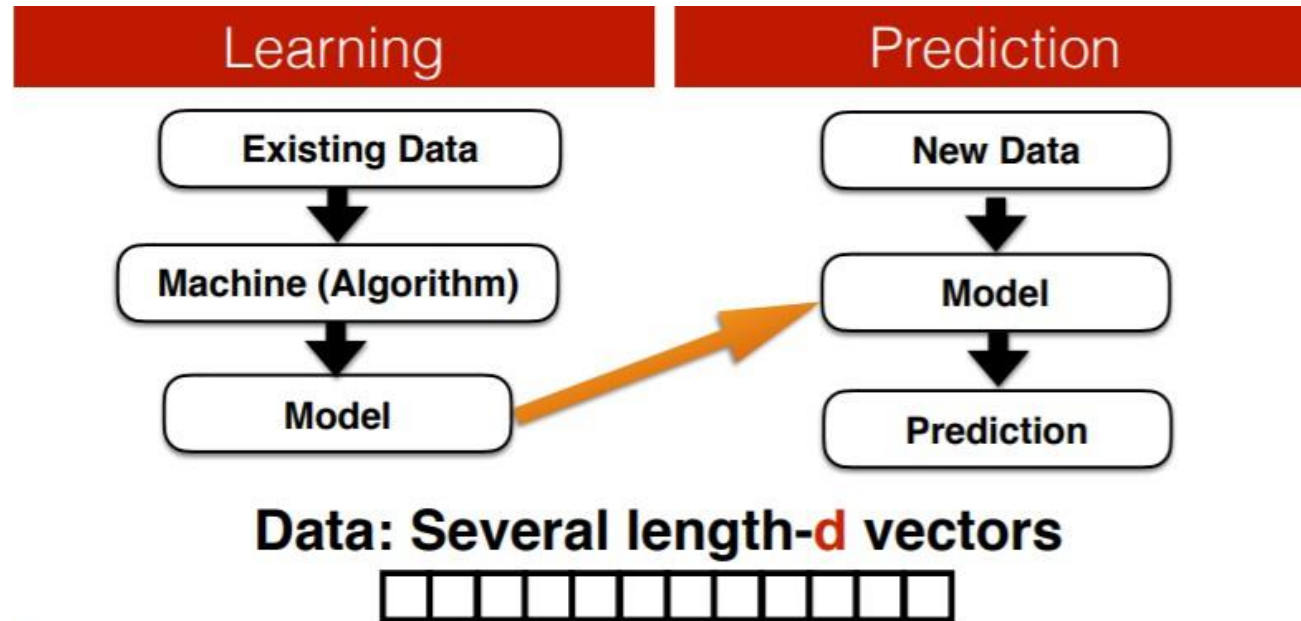 Learning
Existing Data
Machine (Algorithm)
Model
Prediction
New Data
Model
Prediction
Data: Several length-d vectors